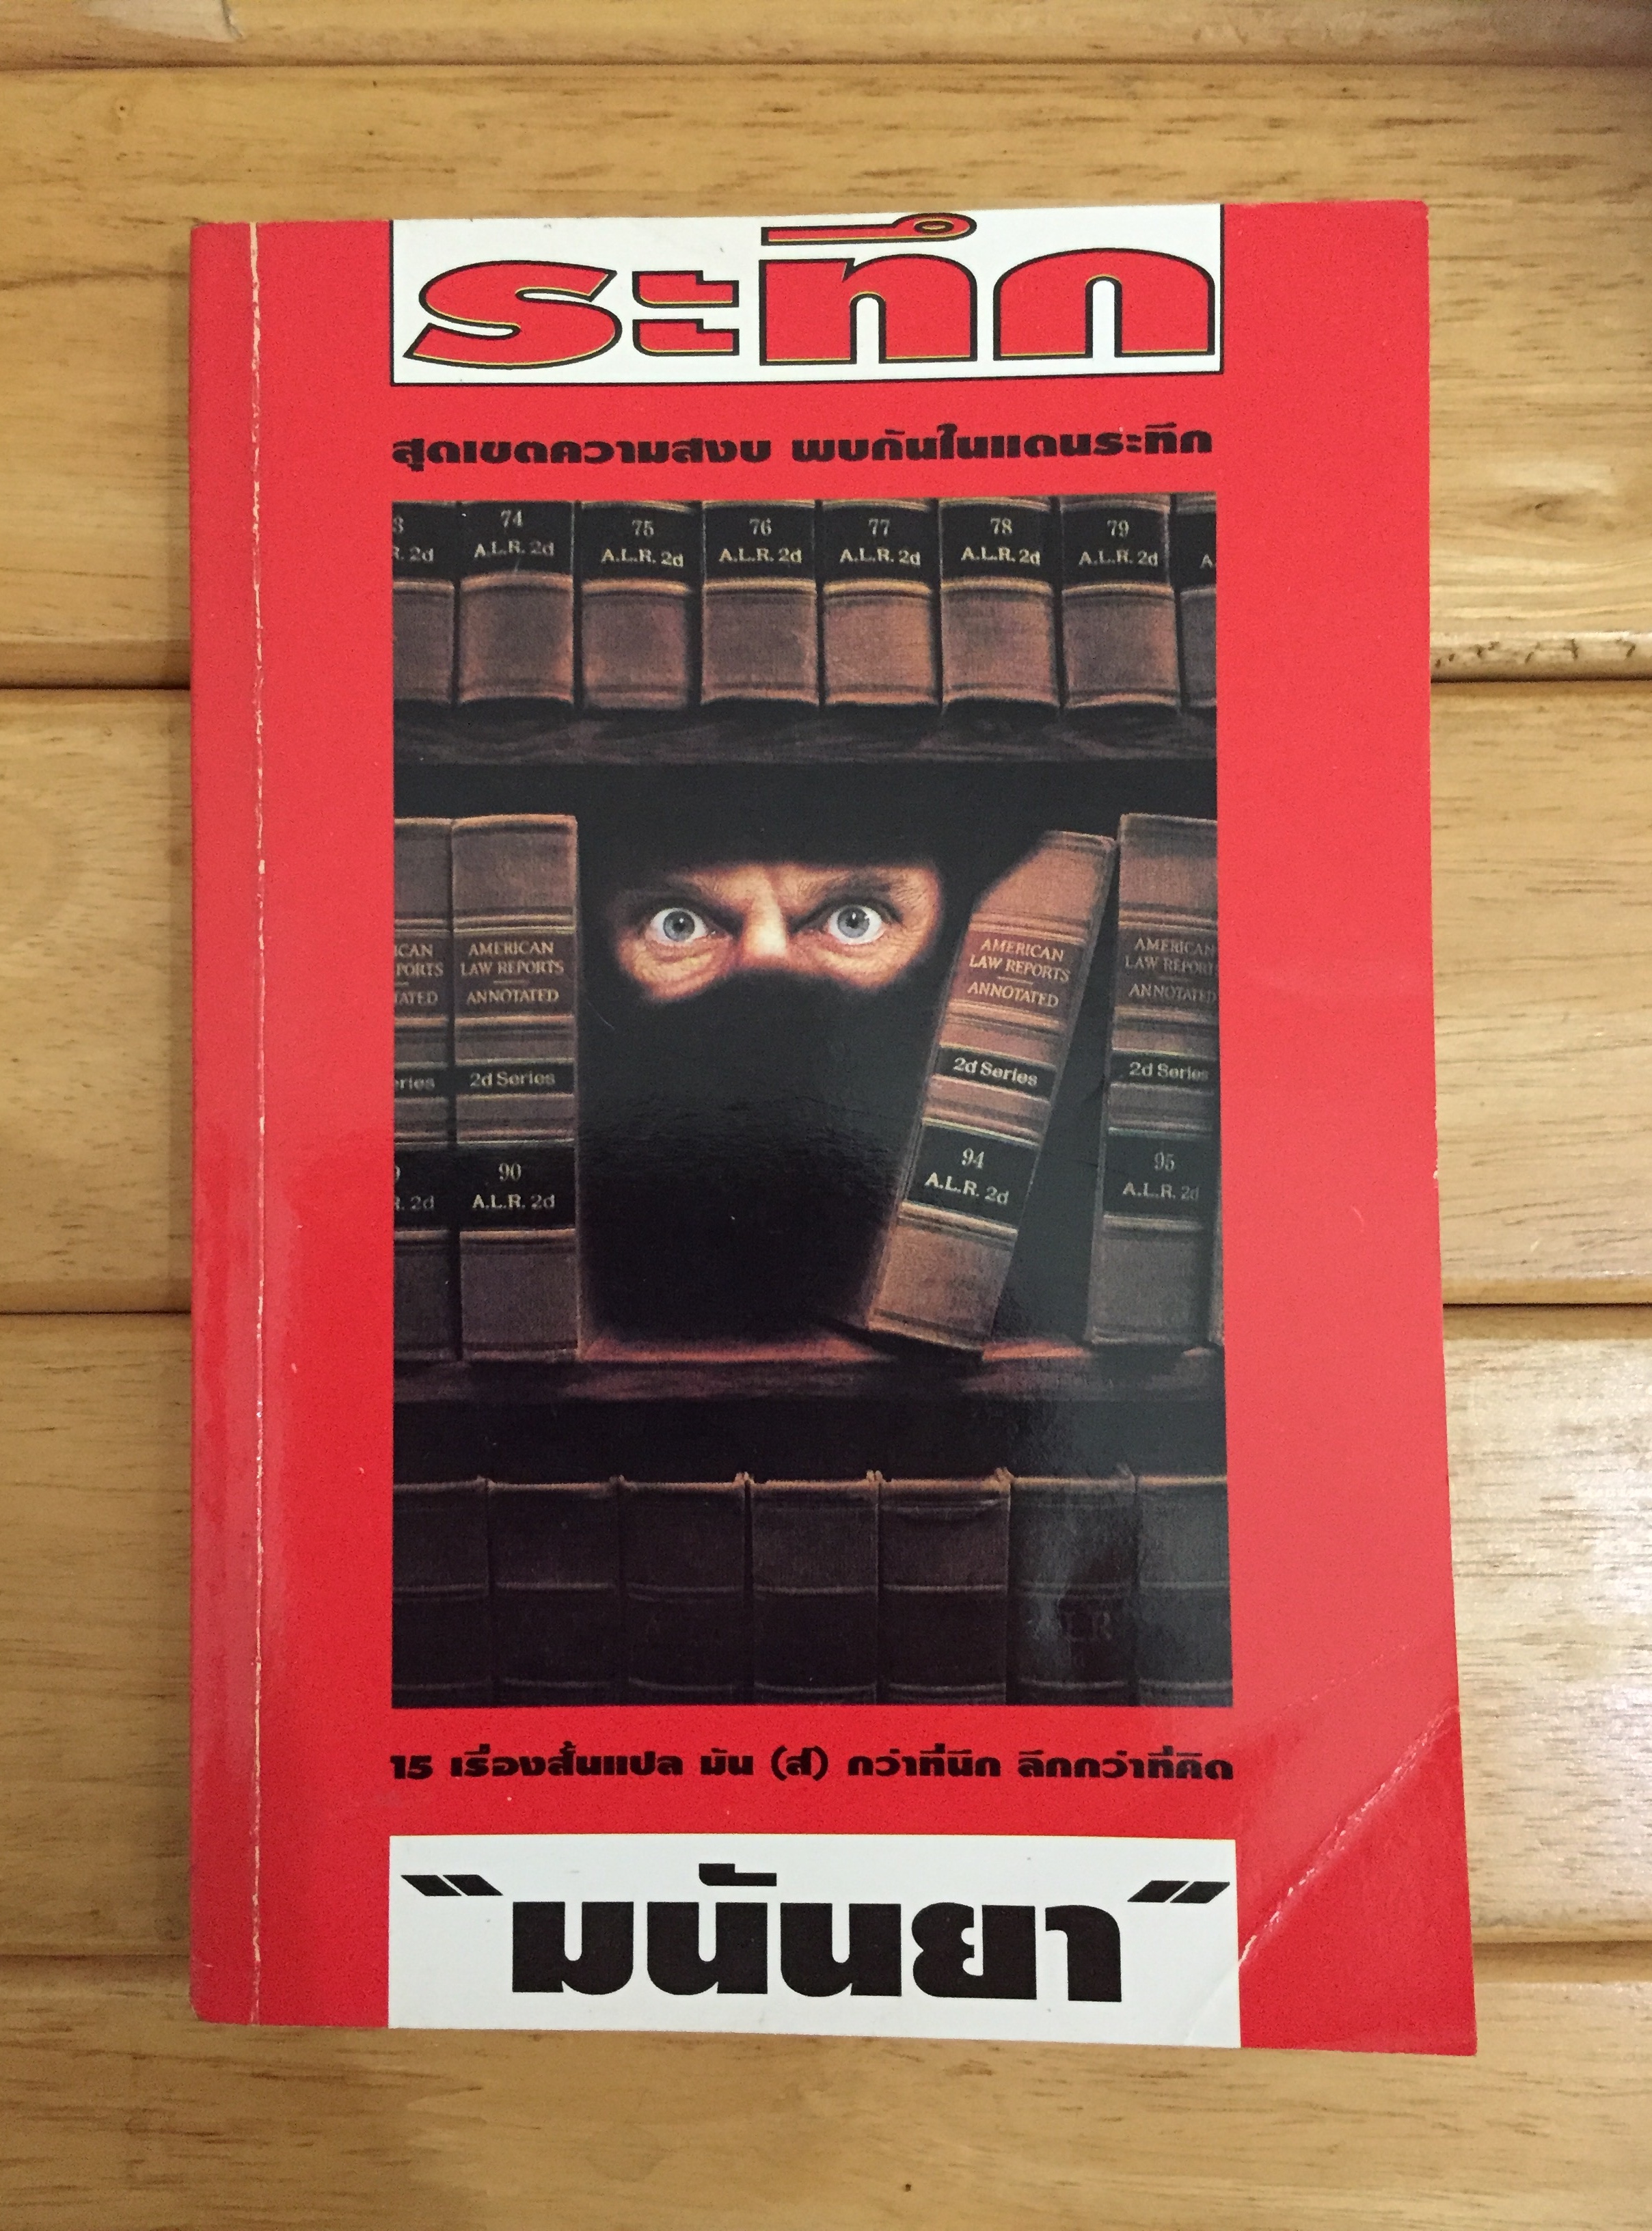 ระทึก
สุดเขตความสงบ พบกันในแดนระทึก
74
75
76
77
78
79
R. 2d
A.L.R. 2d
A.L.R. 2d
A.L.R. 2d
A.L.R. 2d
A.L.R. 2d
A.L.R. 2d
AMERICAN
LAW REPORTS
ANNOTATED
2d Series
90
A.L.R. 2d
AMERICAN
LAW REPORTS
ANNOTATED
2d Series
94
A.L.R. 2d
AMERICAN
LAW REPORTS
ANNOTATED
2d Series
95
A.L.R. 2d
15 เรื่องสั้นแปล มัน (ส์) กว่าที่นึก ลึกกว่าที่คิด
"มนันยา"